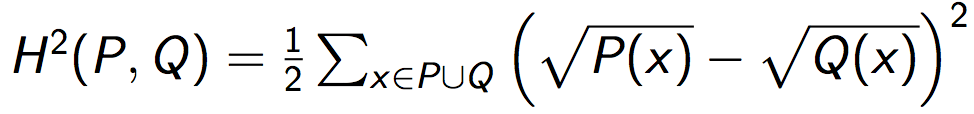 H²(P, Q) = ½ ∑ₓ∈P∪Q (√P(x) − √Q(x))²